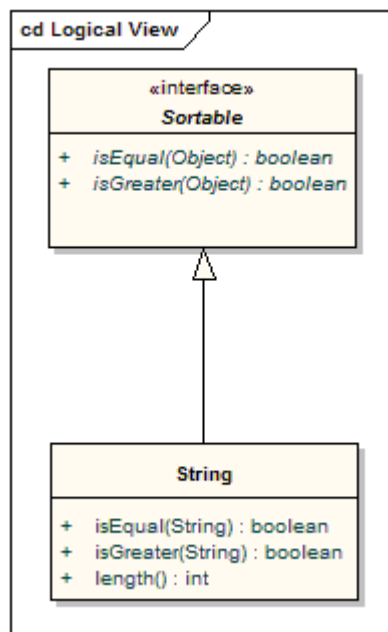 cd Logical View
«interface»
Sortable
+ isEqual(Object) : boolean
+ isGreater(Object) : boolean
String
+ isEqual(String) : boolean
+ isGreater(String) : boolean
+ length() : int